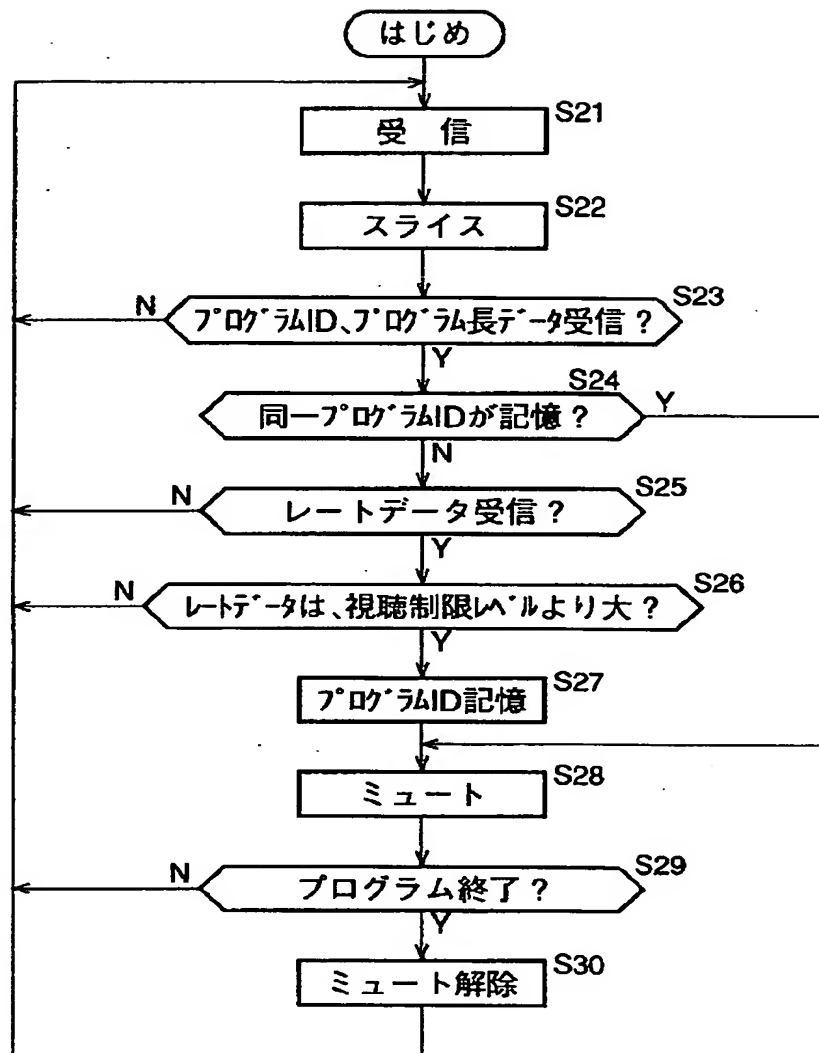 はじめ
S21
受 信
S22
スライス
S23
N
プログラムID、プログラム長データ受信？
Y
S24
同一プログラムIDが記憶？
Y
N
S25
N
レートデータ受信？
Y
S26
N
レートデータは、視聴制限レベルより大？
Y
S27
プログラムID記憶
S28
ミュート
S29
N
プログラム終了？
Y
S30
ミュート解除